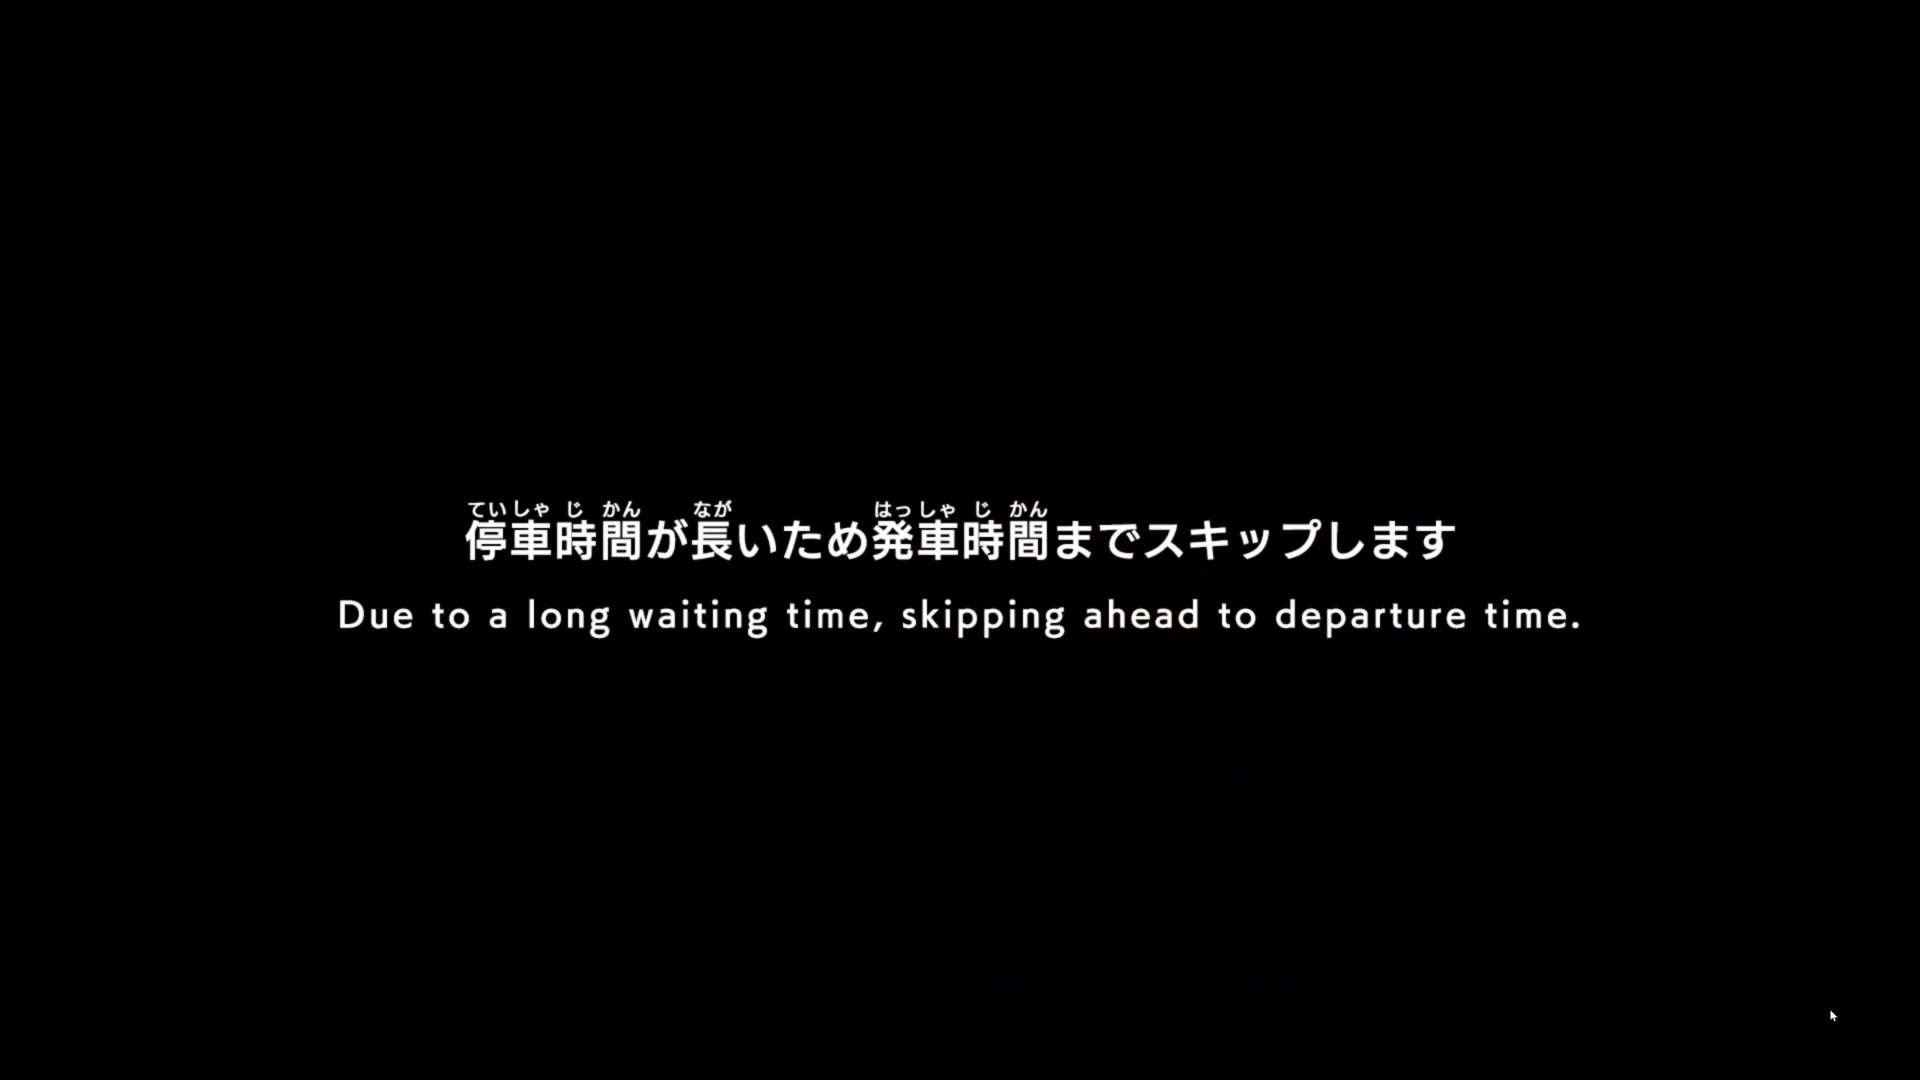 ていしゃ じ かん なが はっしゃ じ かん
停車時間が長いため発車時間までスキップします
Due to a long waiting time, skipping ahead to departure time.